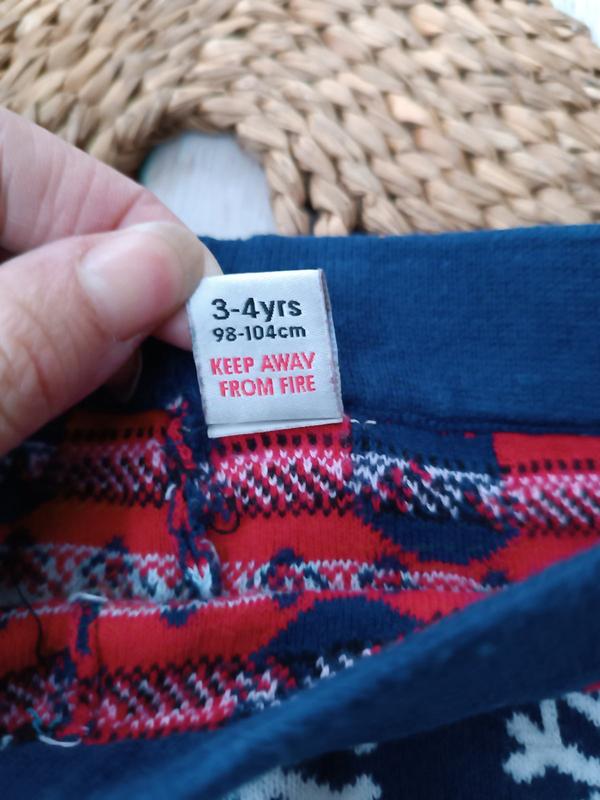 3-4yrs
98-104cm
KEEP AWAY
FROM FIRE